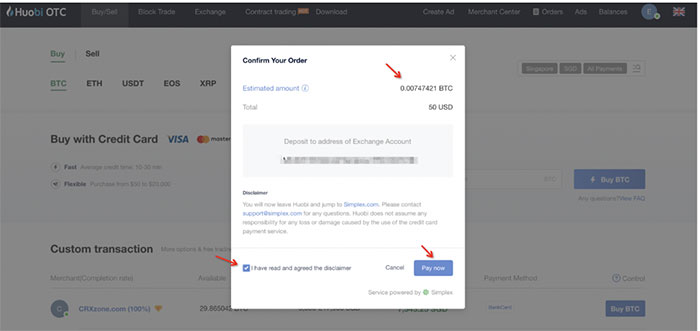 Huobi OTC Buy/Sell Block Trade Exchange Contract trading HOT Download Create Ad Merchant Center Orders Ads Balances E
Buy Sell
BTC ETH USDT EOS XRP
Singapore SGD All Payments
Buy with Credit Card VISA master
Fast Average credit time: 10-30 min
Flexible Purchase from $50 to $20,000
BTC Buy BTC
Any questions?View FAQ
Custom transaction More options & free trade
Merchant(Completion rate) Available Payment Method Control
C CRXzone.com (100%) 29.865045 BTC BankCard Buy BTC
Confirm Your Order
Estimated amount 0.00747421 BTC
Total 50 USD
Deposit to address of Exchange Account
Disclaimer
You will now leave Huobi and jump to Simplex.com. Please contact
support@simplex.com for any questions. Huobi does not assume any
responsibility for any loss or damage caused by the use of the credit card
payment service.
I have read and agreed the disclaimer Cancel Pay now
Service powered by Simplex